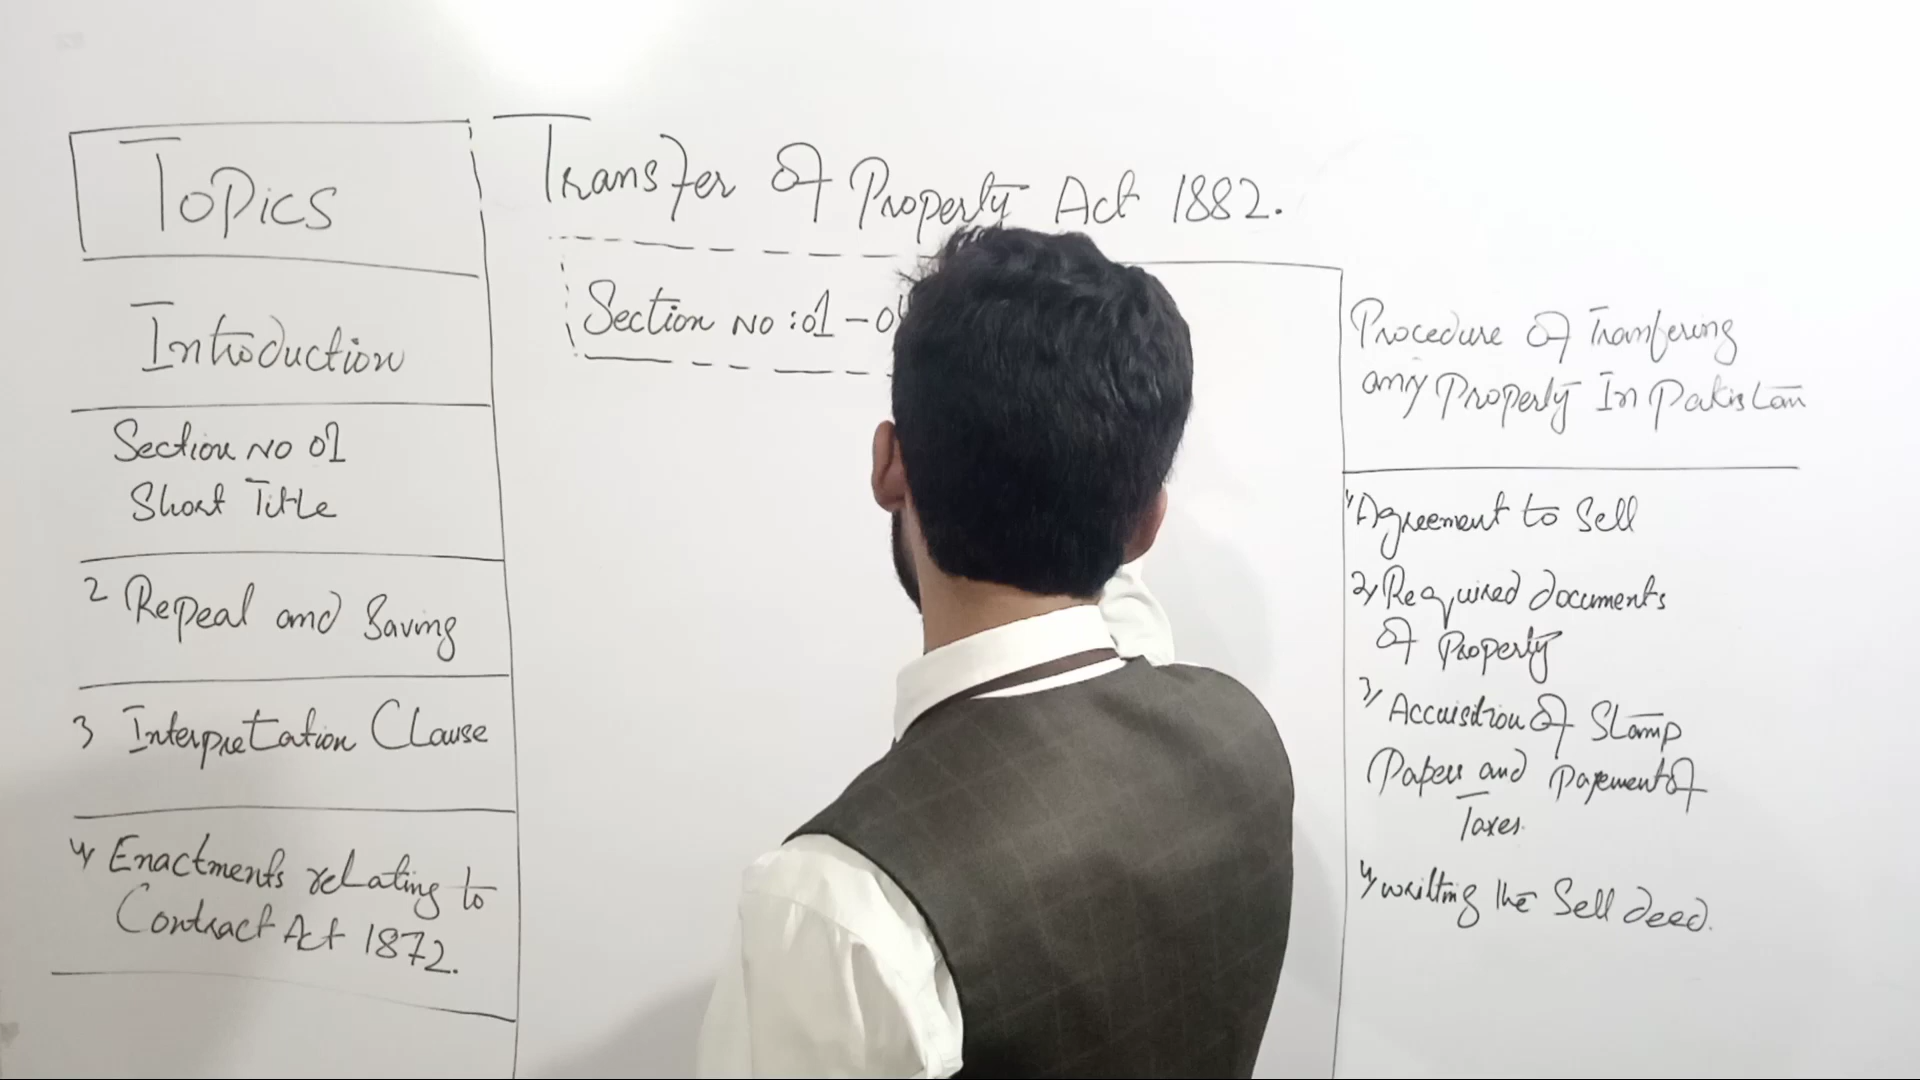 Transfer of Property Act 1882.
Section No : 01 - 0
Topics
Introduction
Section No 01
Short Title
2 Repeal and Saving
3 Interpretation Clause
4 Enactments relating to
Contract Act 1872.
Procedure of Transfering
any Property In Pakistan
1, Agreement to Sell
2, Required documents
of Property
3, Accuisition of Stamp
Papers and Payement of
Taxes.
4, writting the Sell deed.